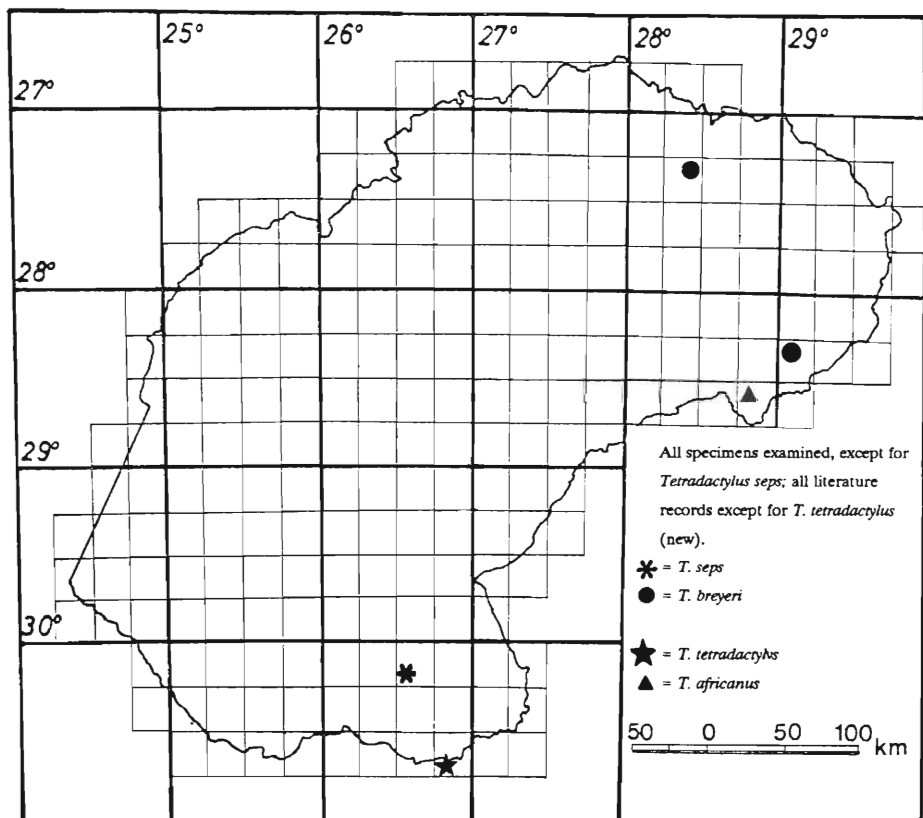 25° 26° 27° 28° 29°
27°
28°
29°
All specimens examined, except for
Tetradactylus seps; all literature
records except for T. tetradactylus
(new).
= T. seps
= T. breyeri
30°
= T. tetradactylus
= T. africanus
50 0 50 100 km